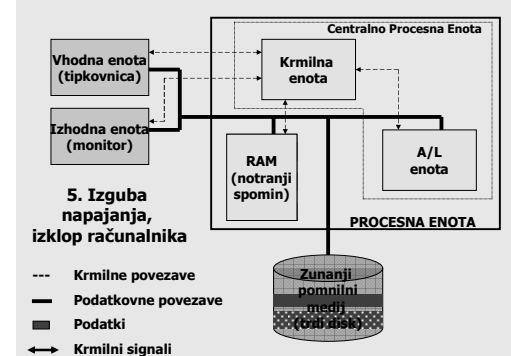 Centralno Procesna Enota
Vhodna enota
(tipkovnica)
Krmilna
enota
Izhodna enota
(monitor)
RAM
(notranji
spomin)
A/L
enota
5. Izguba
napajanja,
izklop računalnika
PROCESNA ENOTA
Zunanji
pomnilni
medij
(trdi disk)
Krmilne povezave
Podatkovne povezave
Podatki
Krmilni signali